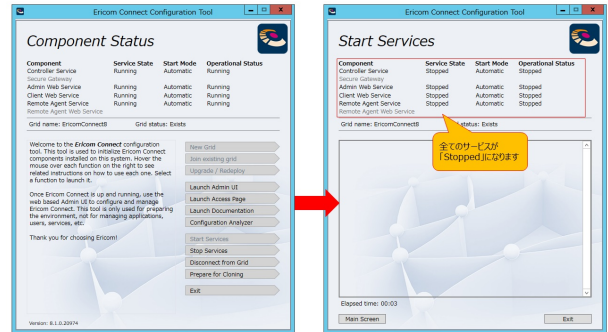 Ericom Connect Configuration Tool
Component Status
Component Service State Start Mode Operational Status
Controller Service Running Automatic Running
Secure Gateway
Admin Web Service Running Automatic Running
Client Web Service Running Automatic Running
Remote Agent Service Running Automatic Running
Remote Agent Web Service
Grid name: EricomConnect8 Grid status: Exists
Welcome to the Ericom Connect configuration
tool. This tool is used to initialize Ericom Connect
components installed on this system. Hover the
mouse over each function on the right to see
related instructions on how to use each one. Select
a function to launch it.
Once Ericom Connect is up and running, use the
web based Admin UI to configure and manage
Ericom Connect. This tool is only used for preparing
the environment, not for managing applications,
users, services, etc.
Thank you for choosing Ericom!
New Grid
Join existing grid
Upgrade / Redeploy
Launch Admin UI
Launch Access Page
Launch Documentation
Configuration Analyzer
Start Services
Stop Services
Disconnect from Grid
Prepare for Cloning
Exit
Version: 8.1.0.20974
Ericom Connect Configuration Tool
Start Services
Component Service State Start Mode Operational Status
Controller Service Stopped Automatic Stopped
Secure Gateway
Admin Web Service Stopped Automatic Stopped
Client Web Service Stopped Automatic Stopped
Remote Agent Service Stopped Automatic Stopped
Remote Agent Web Service
Grid name: EricomConnect8 status: Exists
全てのサービスが
「Stopped」になります
Elapsed time: 00:03
Main Screen
Exit